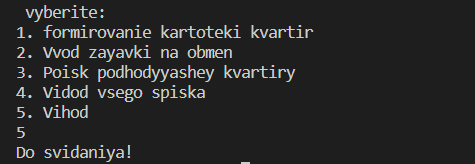 vyberite:
1. formirovanie kartoteki kvartir
2. Vvod zayavki na obmen
3. Poisk podhodyyashey kvartiry
4. Vidod vsego spiska
5. Vihod
5
Do svidaniya!